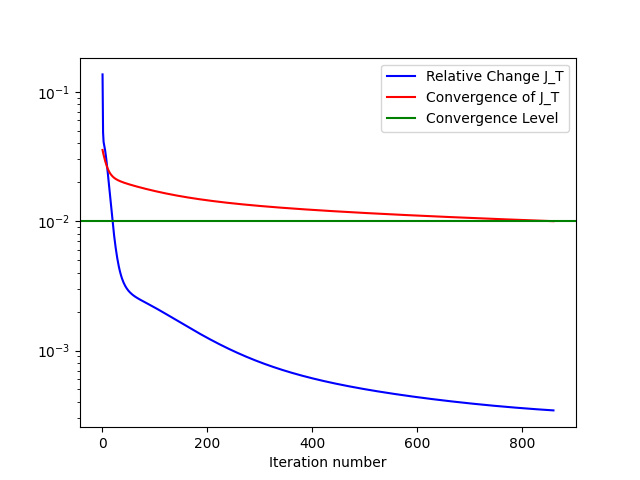 Relative Change J_T
Convergence of J_T
Convergence Level
10⁻¹
10⁻²
10⁻³
0 200 400 600 800
Iteration number